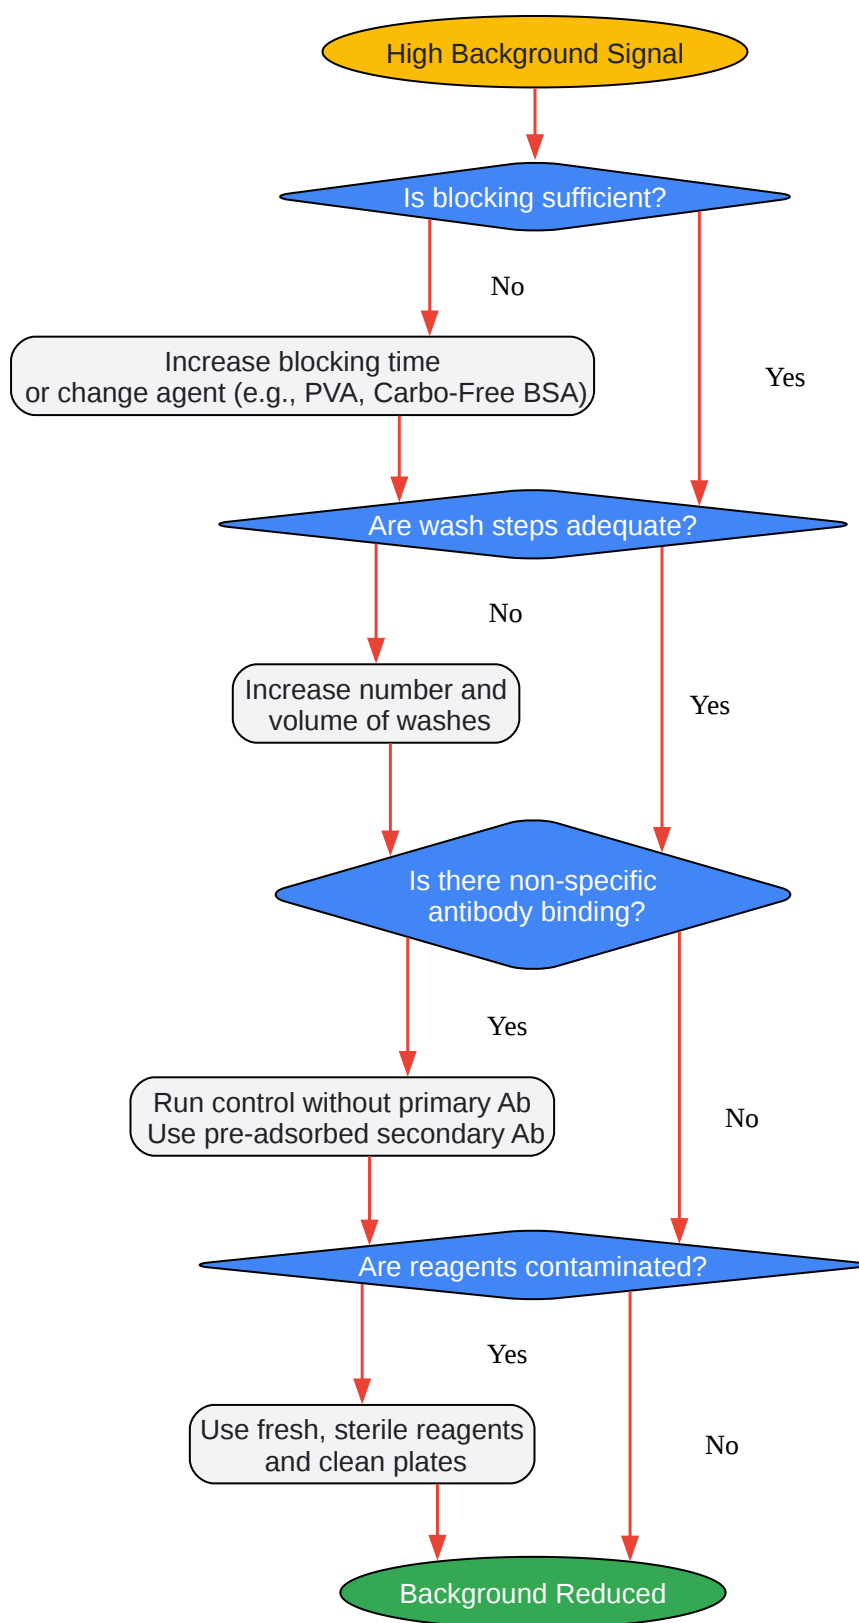 High Background Signal
Is blocking sufficient?
No
Increase blocking time
or change agent (e.g., PVA, Carbo-Free BSA)
Yes
Are wash steps adequate?
No
Increase number and
volume of washes
Yes
Is there non-specific
antibody binding?
Yes
Run control without primary Ab
Use pre-adsorbed secondary Ab
No
Are reagents contaminated?
Yes
Use fresh, sterile reagents
and clean plates
No
Background Reduced